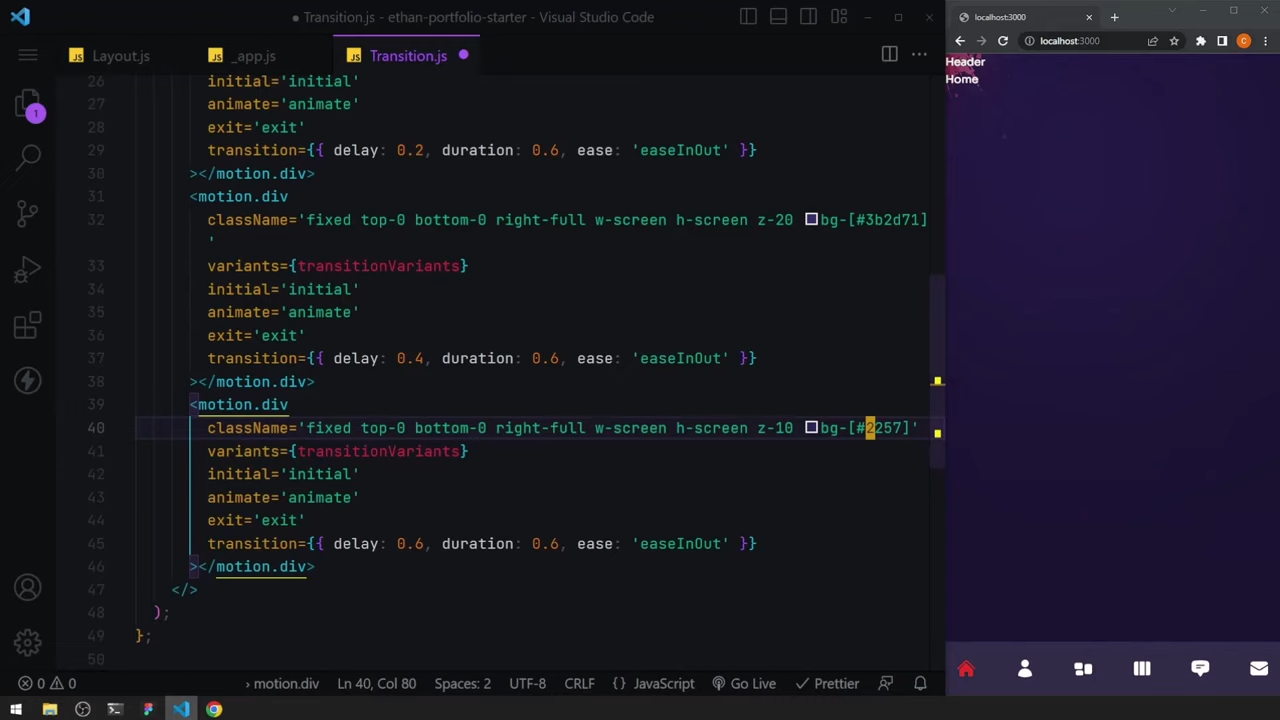 Transition.js - ethan-portfolio-starter - Visual Studio Code
localhost:3000
localhost:3000
Layout.js
_app.js
Transition.js
JS
JS
JS
1
C
26 initial='initial'
27 animate='animate'
28 exit='exit'
29 transition={{ delay: 0.2, duration: 0.6, ease: 'easeInOut' }}
30 ></motion.div>
31 <motion.div
32 className='fixed top-0 bottom-0 right-full w-screen h-screen z-20 bg-[#3b2d71]
'
33 variants={transitionVariants}
34 initial='initial'
35 animate='animate'
36 exit='exit'
37 transition={{ delay: 0.4, duration: 0.6, ease: 'easeInOut' }}
38 ></motion.div>
39 <motion.div
40 className='fixed top-0 bottom-0 right-full w-screen h-screen z-10 bg-[#2257]'
41 variants={transitionVariants}
42 initial='initial'
43 animate='animate'
44 exit='exit'
45 transition={{ delay: 0.6, duration: 0.6, ease: 'easeInOut' }}
46 ></motion.div>
47 </>
48 );
49 };
50
Header
Home
0 0
› motion.div
Ln 40, Col 80
Spaces: 2
UTF-8
CRLF
{} JavaScript
Go Live
Prettier